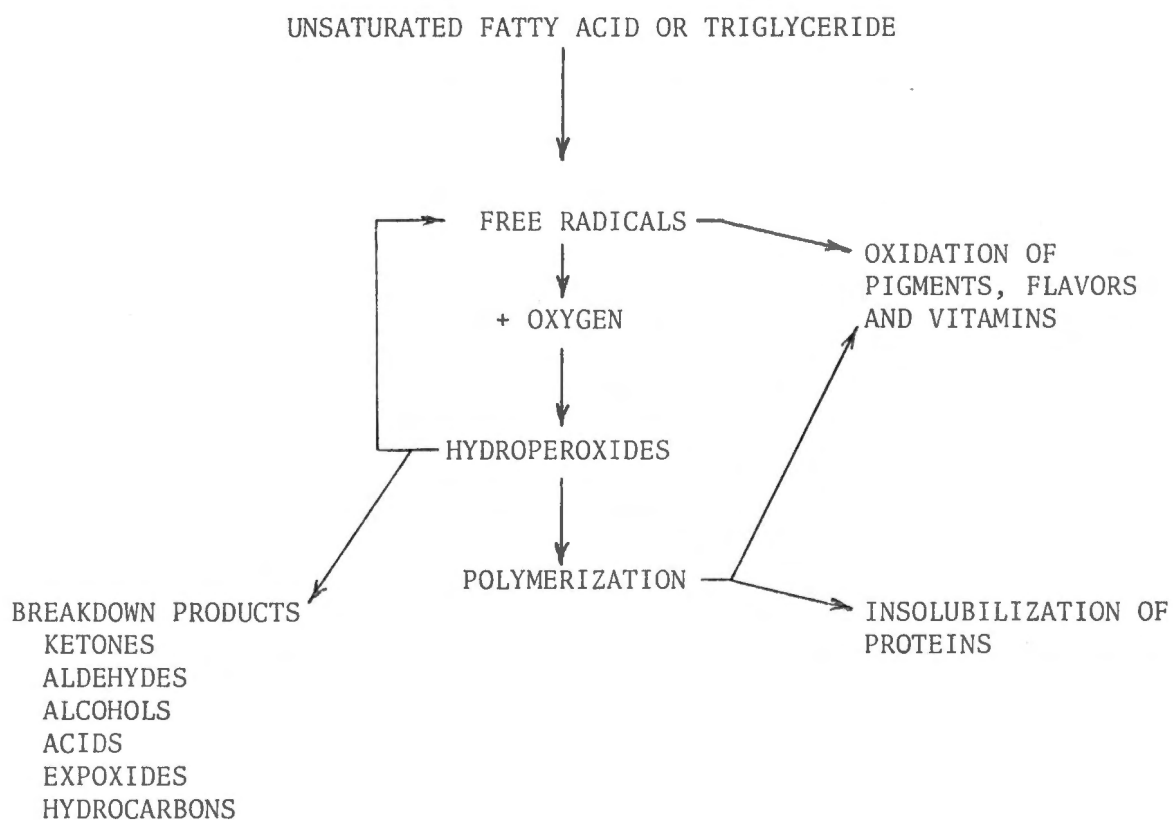 UNSATURATED FATTY ACID OR TRIGLYCERIDE
FREE RADICALS
OXIDATION OF
PIGMENTS, FLAVORS
AND VITAMINS
+ OXYGEN
HYDROPEROXIDES
POLYMERIZATION
INSOLUBILIZATION OF
PROTEINS
BREAKDOWN PRODUCTS
KETONES
ALDEHYDES
ALCOHOLS
ACIDS
EXPOXIDES
HYDROCARBONS